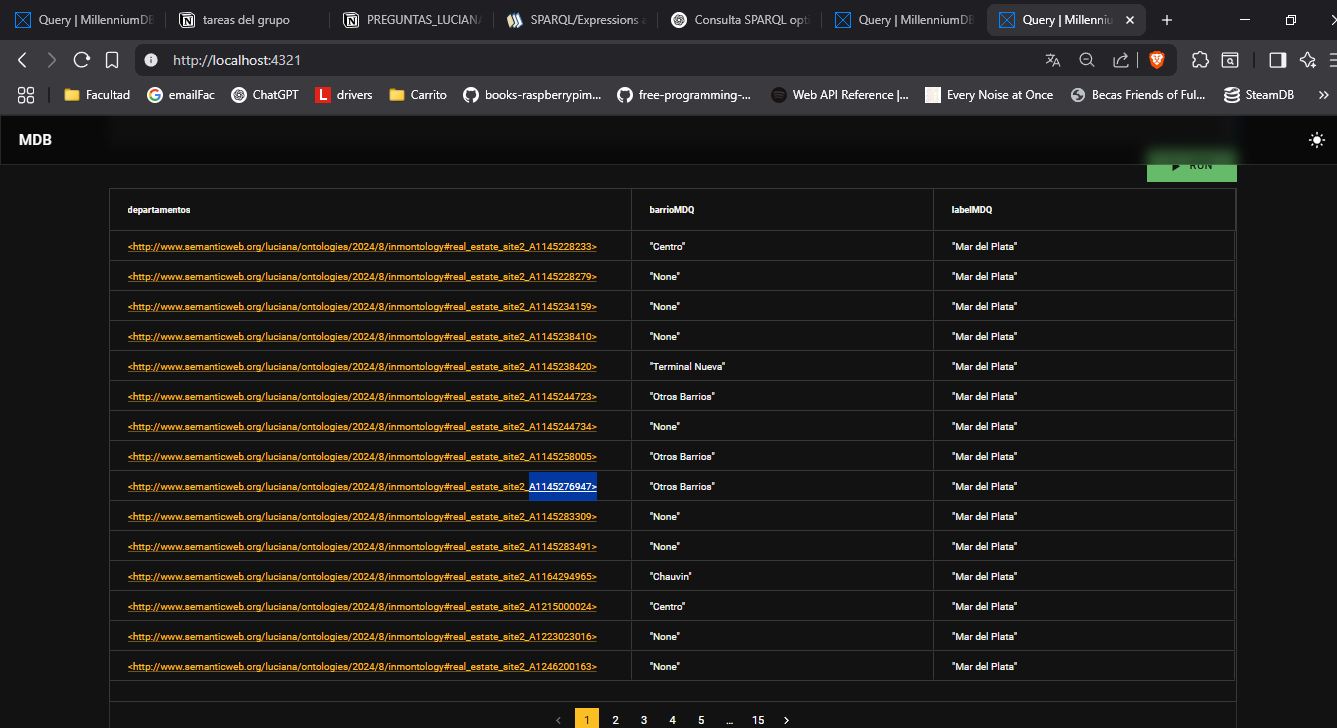 Query | MillenniumDB
tareas del grupo
PREGUNTAS_LUCIANA
SPARQL/Expressions a
Consulta SPARQL opti
Query | MillenniumDB
Query | Millenniu
http://localhost:4321
Facultad
emailFac
ChatGPT
drivers
Carrito
books-raspberrypim...
free-programming-...
Web API Reference |...
Every Noise at Once
Becas Friends of Ful...
SteamDB
MDB
RUN
departamentos barrioMDQ labelMDQ
<http://www.semanticweb.org/luciana/ontologies/2024/8/inmontology#real_estate_site2_A1145228233> "Centro" "Mar del Plata"
<http://www.semanticweb.org/luciana/ontologies/2024/8/inmontology#real_estate_site2_A1145228279> "None" "Mar del Plata"
<http://www.semanticweb.org/luciana/ontologies/2024/8/inmontology#real_estate_site2_A1145234159> "None" "Mar del Plata"
<http://www.semanticweb.org/luciana/ontologies/2024/8/inmontology#real_estate_site2_A1145238410> "None" "Mar del Plata"
<http://www.semanticweb.org/luciana/ontologies/2024/8/inmontology#real_estate_site2_A1145238420> "Terminal Nueva" "Mar del Plata"
<http://www.semanticweb.org/luciana/ontologies/2024/8/inmontology#real_estate_site2_A1145244723> "Otros Barrios" "Mar del Plata"
<http://www.semanticweb.org/luciana/ontologies/2024/8/inmontology#real_estate_site2_A1145244734> "None" "Mar del Plata"
<http://www.semanticweb.org/luciana/ontologies/2024/8/inmontology#real_estate_site2_A1145258005> "Otros Barrios" "Mar del Plata"
<http://www.semanticweb.org/luciana/ontologies/2024/8/inmontology#real_estate_site2_A1145276947> "Otros Barrios" "Mar del Plata"
<http://www.semanticweb.org/luciana/ontologies/2024/8/inmontology#real_estate_site2_A1145283309> "None" "Mar del Plata"
<http://www.semanticweb.org/luciana/ontologies/2024/8/inmontology#real_estate_site2_A1145283491> "None" "Mar del Plata"
<http://www.semanticweb.org/luciana/ontologies/2024/8/inmontology#real_estate_site2_A1164294965> "Chauvin" "Mar del Plata"
<http://www.semanticweb.org/luciana/ontologies/2024/8/inmontology#real_estate_site2_A1215000024> "Centro" "Mar del Plata"
<http://www.semanticweb.org/luciana/ontologies/2024/8/inmontology#real_estate_site2_A1223023016> "None" "Mar del Plata"
<http://www.semanticweb.org/luciana/ontologies/2024/8/inmontology#real_estate_site2_A1246200163> "None" "Mar del Plata"
1 2 3 4 5 ... 15